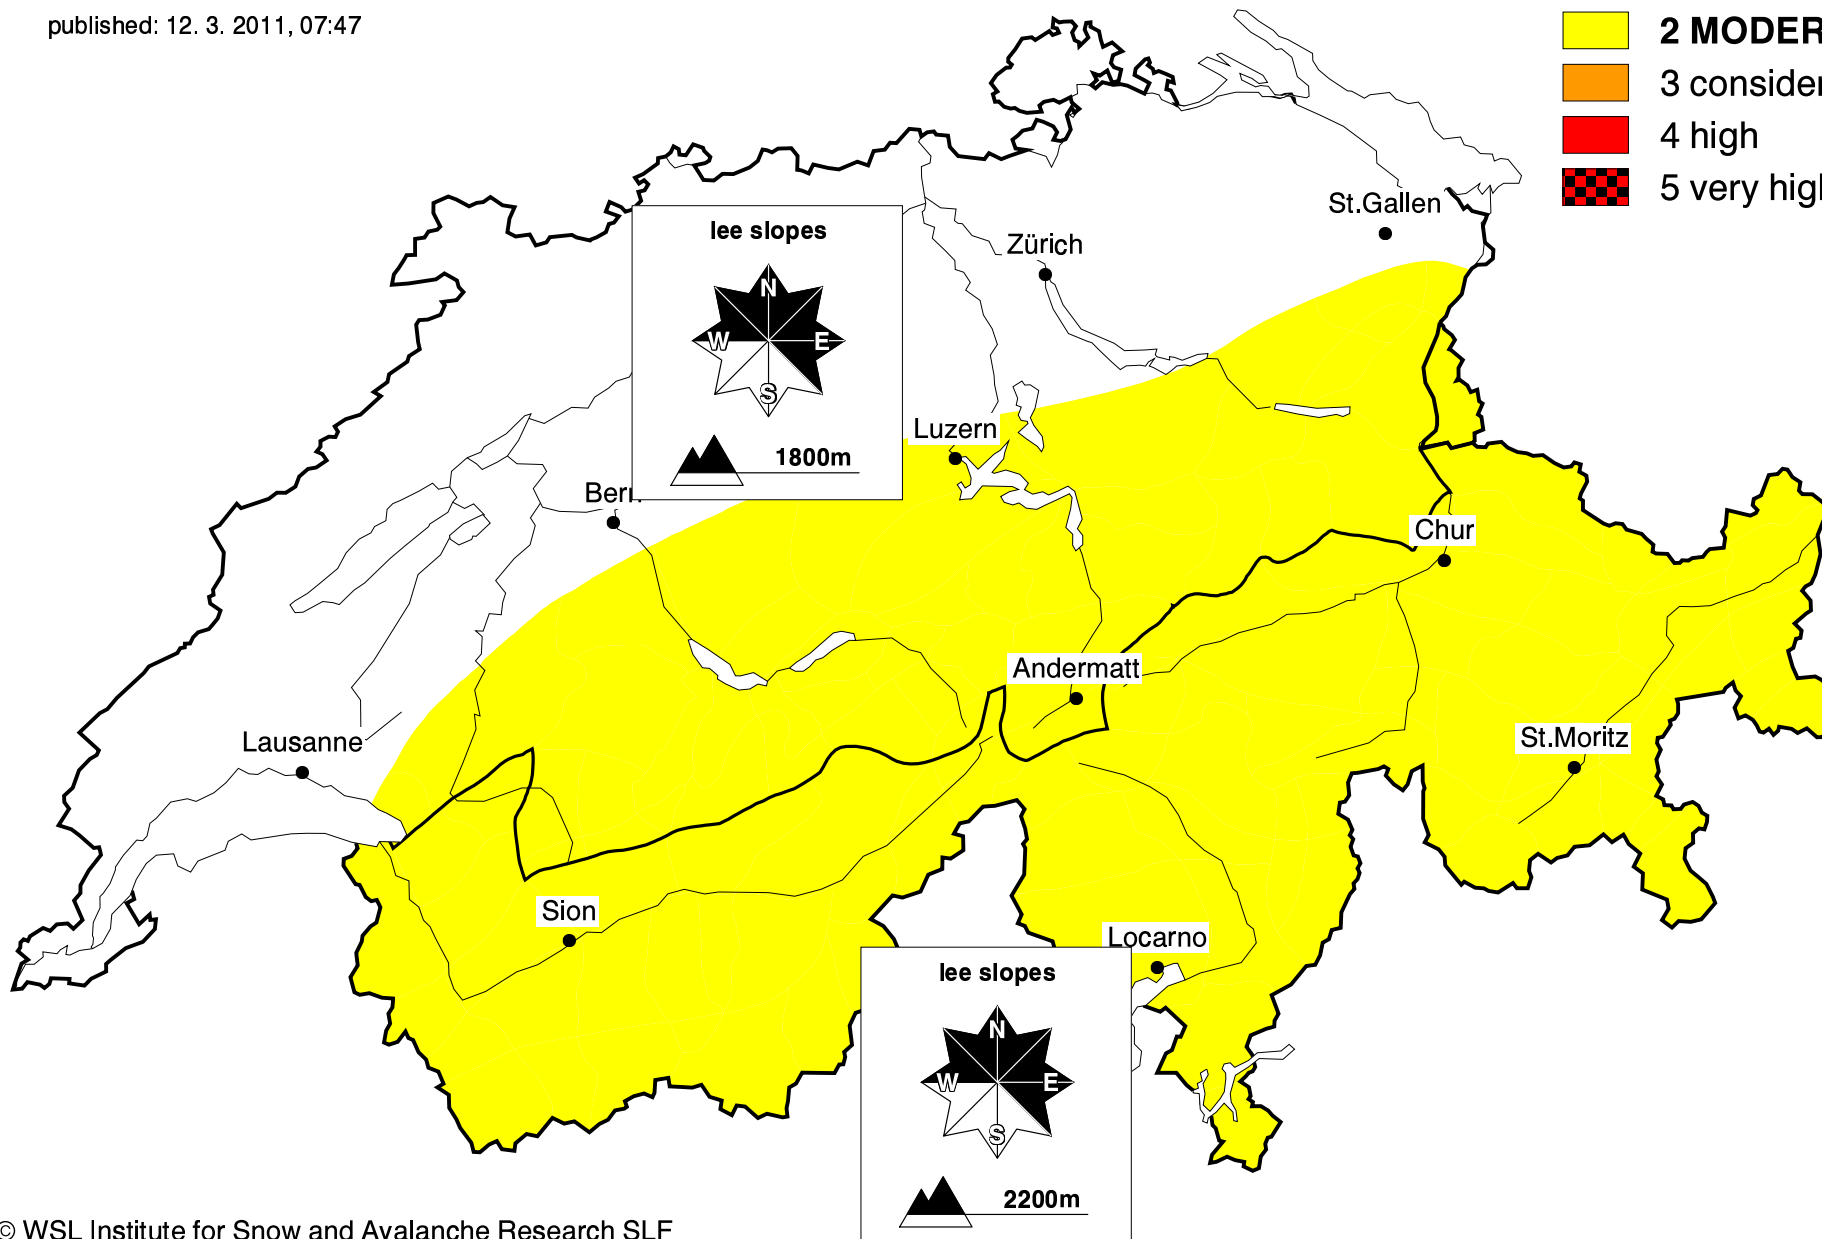 published: 12. 3. 2011, 07:47
2 MODER
3 consider
4 high
5 very high
St.Gallen
Zürich
lee slopes
N
W E
S
1800m
Luzern
Bern
Chur
Andermatt
St.Moritz
Lausanne
Sion
Locarno
lee slopes
N
W E
S
2200m
© WSL Institute for Snow and Avalanche Research SLF